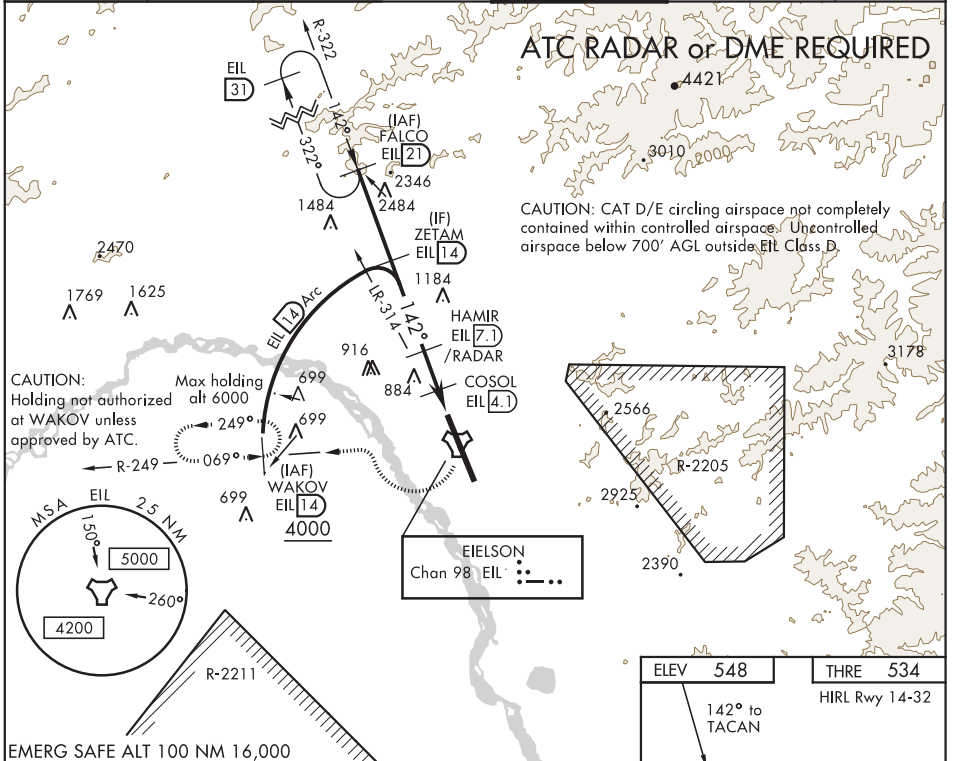 ATC RADAR or DME REQUIRED
R-322
EIL
31
142°
322°
(IAF)
FALCO
EIL 21
4421
3010
2000
2346
2484
1484
(IF)
ZETAM
EIL 14
CAUTION: CAT D/E circling airspace not completely
contained within controlled airspace. Uncontrolled
airspace below 700' AGL outside EIL Class D.
2470
1769
1625
1184
EIL 14 Arc
LR-314
142°
HAMIR
EIL 7.1
/RADAR
916
884
COSOL
EIL 4.1
3178
CAUTION:
Holding not authorized
at WAKOV unless
approved by ATC.
Max holding
alt 6000
699
699
249°
069°
R-249
(IAF)
WAKOV
EIL 14
4000
699
2566
R-2205
2925
2390
MSA EIL 25 NM
150°
5000
260°
4200
EIELSON
Chan 98 EIL
R-2211
EMERG SAFE ALT 100 NM 16,000
ELEV 548
THRE 534
HIRL Rwy 14-32
142° to
TACAN